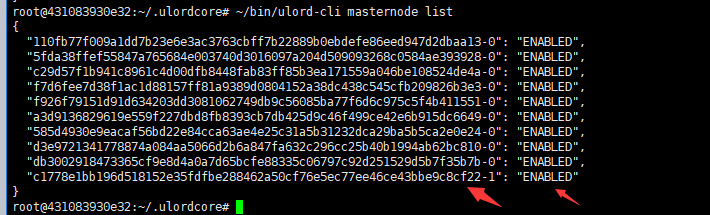 root@431083930e32:~/.ulordcore# ~/bin/ulord-cli masternode list
{
"110fb77f009a1dd7b23e6e3ac3763cbff7b22889b0ebdefe86eed947d2dbaa13-0": "ENABLED",
"5fda38ffef55847a765684e003740d3016097a204d509093268c0584ae393928-0": "ENABLED",
"c29d57f1b941c8961c4d00dfb8448fab83ff85b3ea171559a046be108524de4a-0": "ENABLED",
"f7d6fee7d38f1ac1d88157ff81a9389d0804152a38dc438c545cfb209826b3e3-0": "ENABLED",
"f926f79151d91d634203dd3081062749db9c56085ba77f6d6c975c5f4b411551-0": "ENABLED",
"a3d9136829619e559f227dbd8fb8393cb7db425d9c46f499ce42e6b915dc6649-0": "ENABLED",
"585d4930e9eacaf56bd22e84cca63ae4e25c31a5b31232dca29ba5b5ca2e0e24-0": "ENABLED",
"d3e9721341778874a084aa5066d2b6a847fa632c296cc25b40b1994ab62bc810-0": "ENABLED",
"db3002918473365cf9e8d4a0a7d65bcfe88335c06797c92d251529d5b7f35b7b-0": "ENABLED",
"c1778e1bb196d518152e35fdfbe288462a50cf76e5ec77ee46ce43bbe9c8cf22-1": "ENABLED"
}
root@431083930e32:~/.ulordcore#